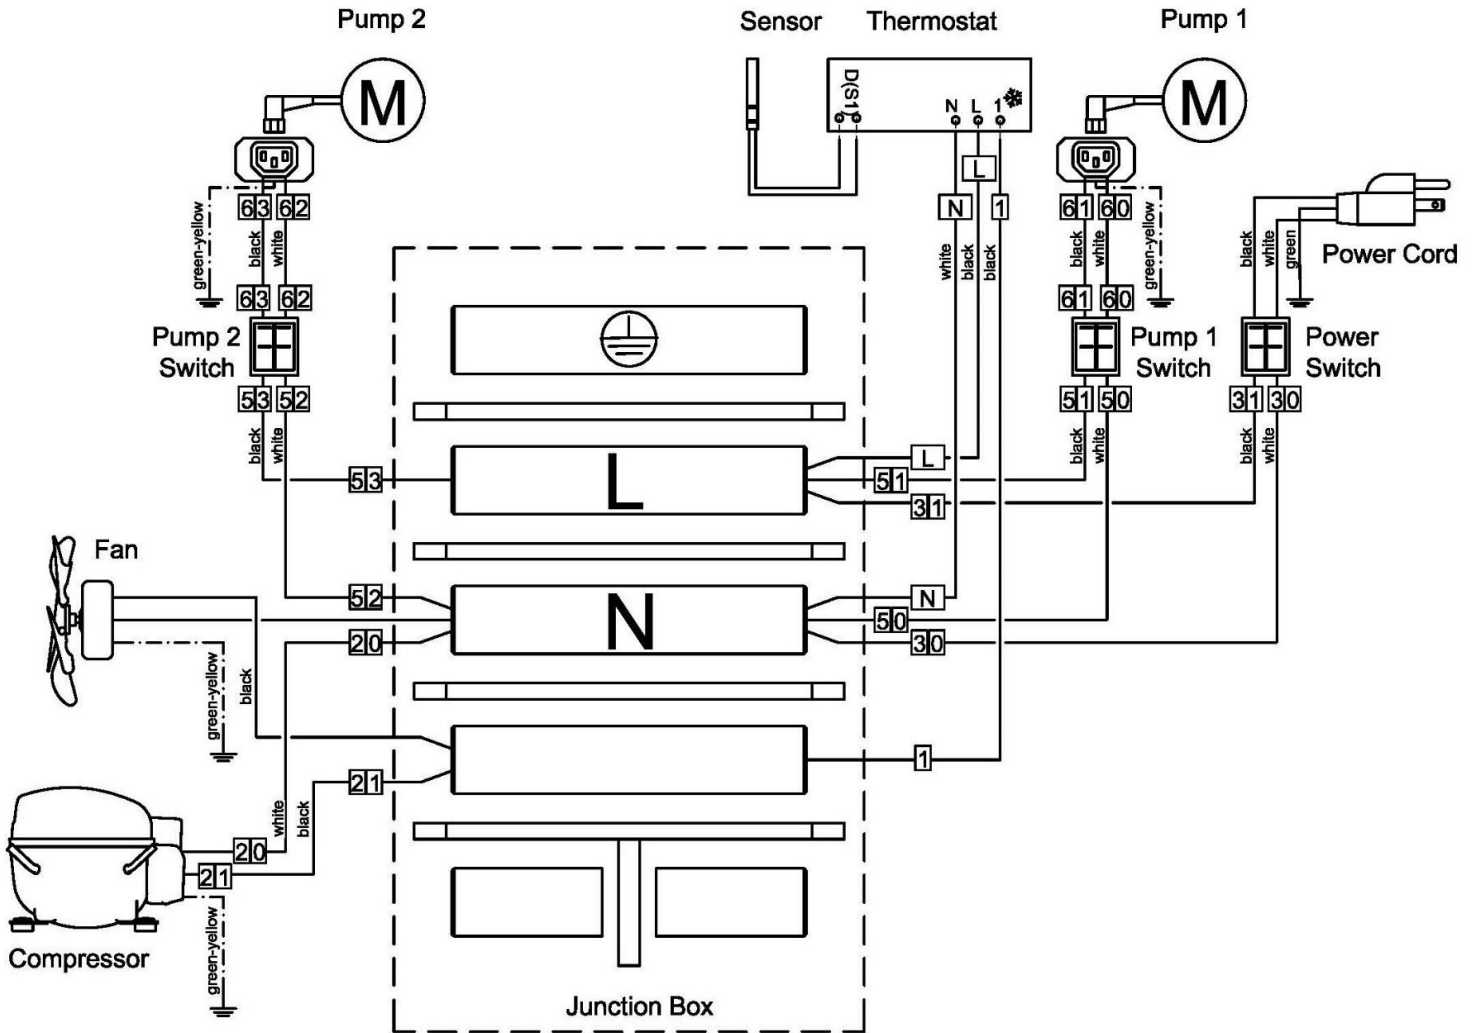 Pump 2
Sensor
Thermostat
Pump 1
M
D(S1)
N L 1
M
L
N
1
63 62
61 60
green-yellow
black
white
white
black
black
black
white
green-yellow
black
white
green
Power Cord
63 62
61 60
Pump 2
Switch
Pump 1
Switch
Power
Switch
53 52
51 50
31 30
black
white
black
white
black
white
L
53
L
51
31
Fan
52
N
N
50
20
30
green-yellow
black
21
1
white
black
20
21
green-yellow
Compressor
Junction Box